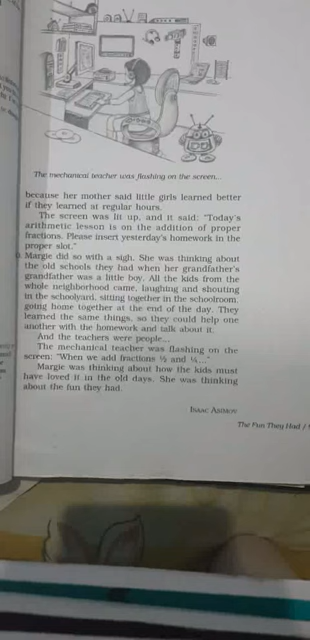 The mechanical teacher was flashing on the screen...
because her mother said little girls learned better
if they learned at regular hours.
The screen was lit up, and it said: "Today's
arithmetic lesson is on the addition of proper
fractions. Please insert yesterday's homework in the
proper slot."
Margie did so with a sigh. She was thinking about
the old schools they had when her grandfather's
grandfather was a little boy. All the kids from the
whole neighborhood came, laughing and shouting
in the schoolyard, sitting together in the schoolroom,
going home together at the end of the day. They
learned the same things, so they could help one
another with the homework and talk about it.
And the teachers were people...
The mechanical teacher was flashing on the
screen: "When we add fractions ½ and ¼..."
Margie was thinking about how the kids must
have loved it in the old days. She was thinking
about the fun they had.
ISAAC ASIMOV
The Fun They Had /